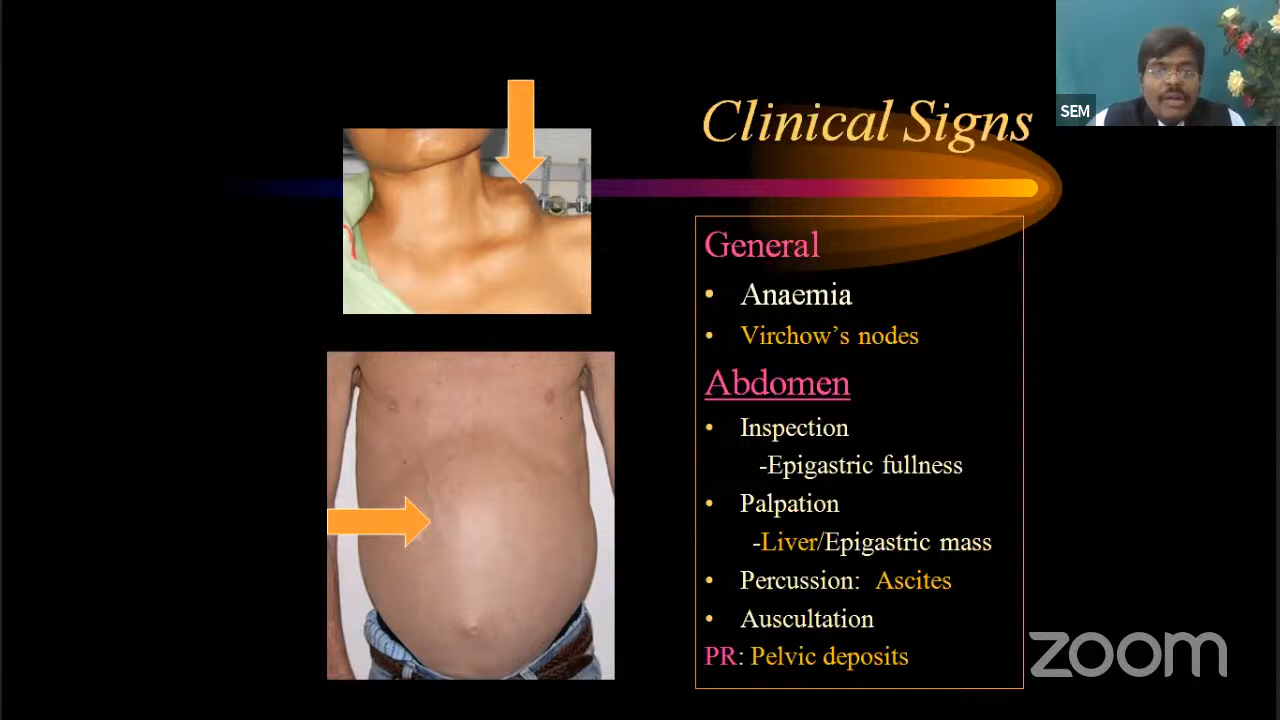 Clinical Signs
SEM
General
• Anaemia
• Virchow’s nodes
Abdomen
• Inspection
-Epigastric fullness
• Palpation
-Liver/Epigastric mass
• Percussion: Ascites
• Auscultation
PR: Pelvic deposits
zoom